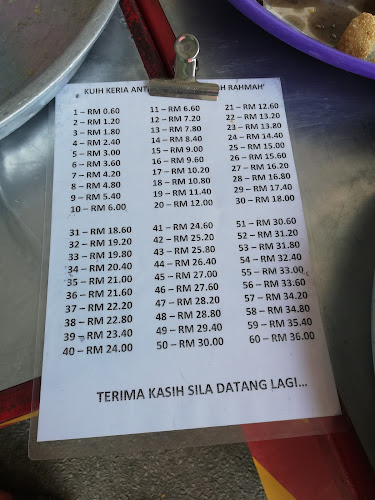 KUIH KERIA ANT RAHMAH'
1 – RM 0.60 11 – RM 6.60 21 – RM 12.60
2 – RM 1.20 12 – RM 7.20 22 – RM 13.20
3 – RM 1.80 13 – RM 7.80 23 – RM 13.80
4 – RM 2.40 14 – RM 8.40 24 – RM 14.40
5 – RM 3.00 15 – RM 9.00 25 – RM 15.00
6 – RM 3.60 16 – RM 9.60 26 – RM 15.60
7 – RM 4.20 17 – RM 10.20 27 – RM 16.20
8 – RM 4.80 18 – RM 10.80 28 – RM 16.80
9 – RM 5.40 19 – RM 11.40 29 – RM 17.40
10 – RM 6.00 20 – RM 12.00 30 – RM 18.00
31 – RM 18.60 41 – RM 24.60 51 – RM 30.60
32 – RM 19.20 42 – RM 25.20 52 – RM 31.20
33 – RM 19.80 43 – RM 25.80 53 – RM 31.80
34 – RM 20.40 44 – RM 26.40 54 – RM 32.40
35 – RM 21.00 45 – RM 27.00 55 – RM 33.00
36 – RM 21.60 46 – RM 27.60 56 – RM 33.60
37 – RM 22.20 47 – RM 28.20 57 – RM 34.20
38 – RM 22.80 48 – RM 28.80 58 – RM 34.80
39 – RM 23.40 49 – RM 29.40 59 – RM 35.40
40 – RM 24.00 50 – RM 30.00 60 – RM 36.00
TERIMA KASIH SILA DATANG LAGI...